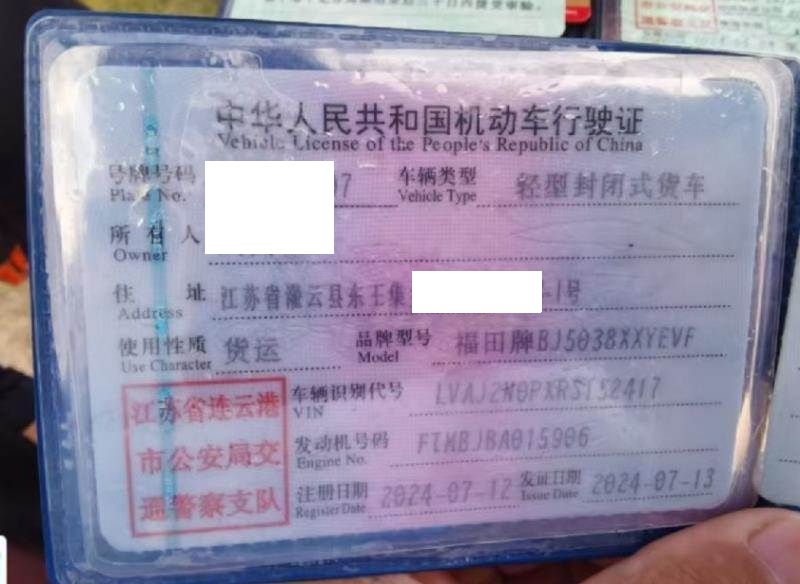 中华人民共和国机动车行驶证
Vehicle License of the People's Republic of China
号牌号码 7 车辆类型 轻型封闭式货车
Plate No. Vehicle Type
所有人
Owner
住址 江苏省灌云县东王集 -1号
Address
使用性质 货运 品牌型号 福田牌BJ5038XXYEVF
Use Character Model
江苏省连云港 车辆识别代号
VIN
市公安局交 发动机号码 FTMBJBA015906
Engine No.
通警察支队 注册日期 2024-07-12 发证日期 2024-07-13
Register Date Issue Date